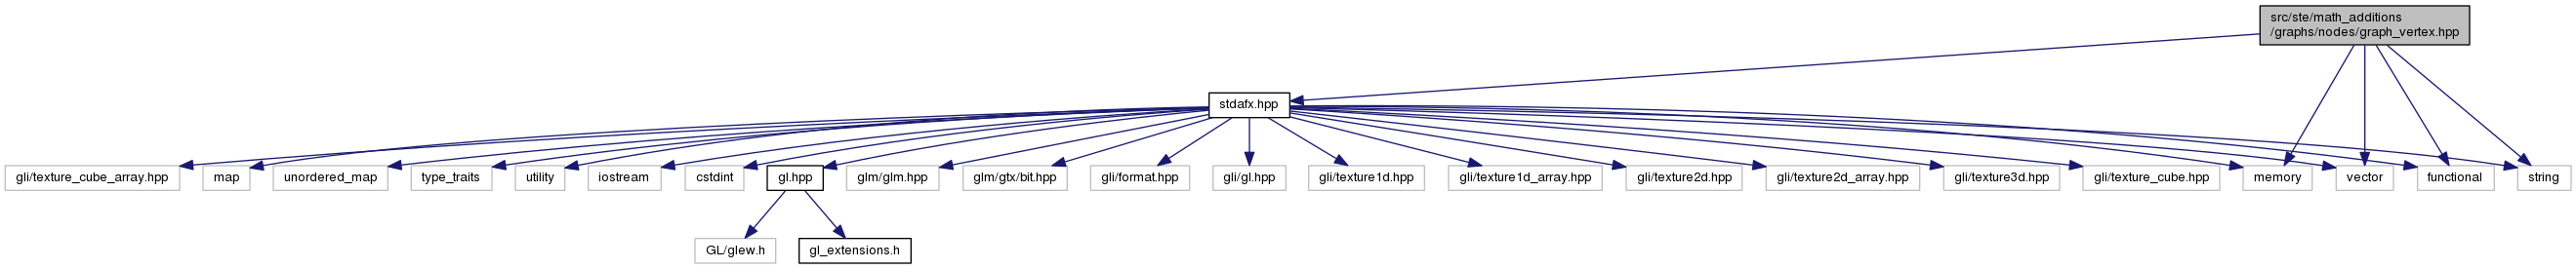 src/ste/math_additions
/graphs/nodes/graph_vertex.hpp
stdafx.hpp
gli/texture_cube_array.hpp
map
unordered_map
type_traits
utility
iostream
cstdint
gl.hpp
glm/glm.hpp
glm/gtx/bit.hpp
gli/format.hpp
gli/gl.hpp
gli/texture1d.hpp
gli/texture1d_array.hpp
gli/texture2d.hpp
gli/texture2d_array.hpp
gli/texture3d.hpp
gli/texture_cube.hpp
memory
vector
functional
string
GL/glew.h
gl_extensions.h